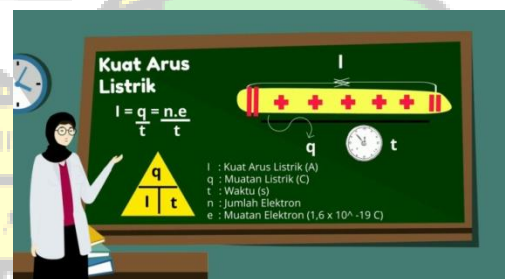 Kuat Arus
Listrik
I = q = n.e
t t
I
q
t
q
I t
I : Kuat Arus Listrik (A)
q : Muatan Listrik (C)
t : Waktu (s)
n : Jumlah Elektron
e : Muatan Elektron (1,6 x 10^ -19 C)